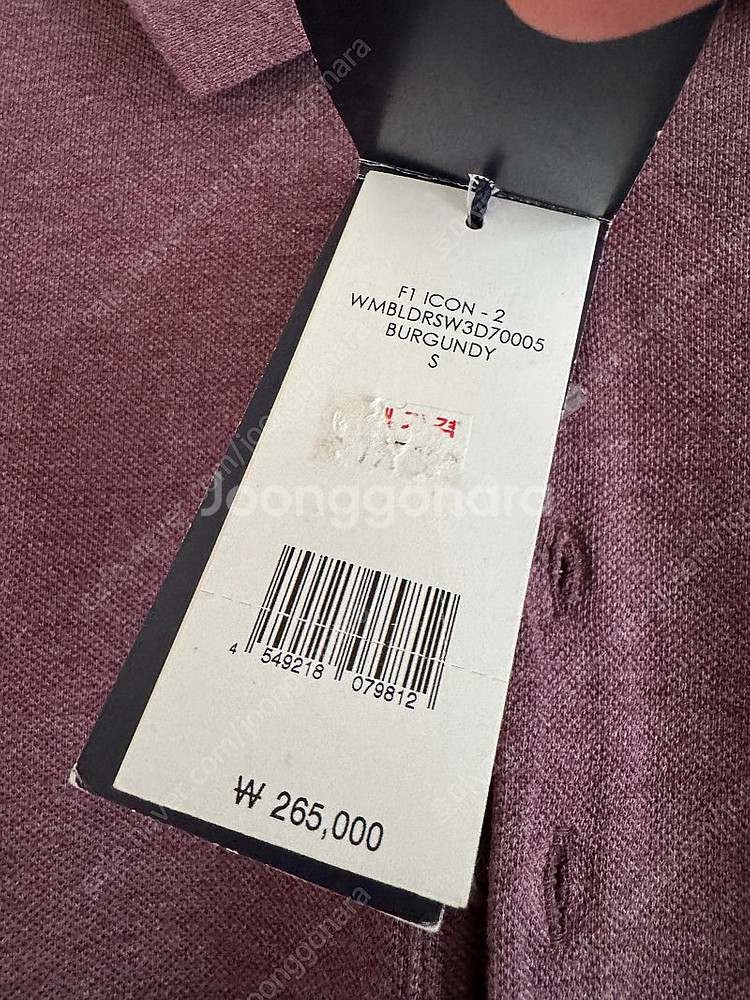 F1 ICON - 2
WMBLDRSW3D70005
BURGUNDY
S
Joonggonara
4 549218 079812
₩ 265,000